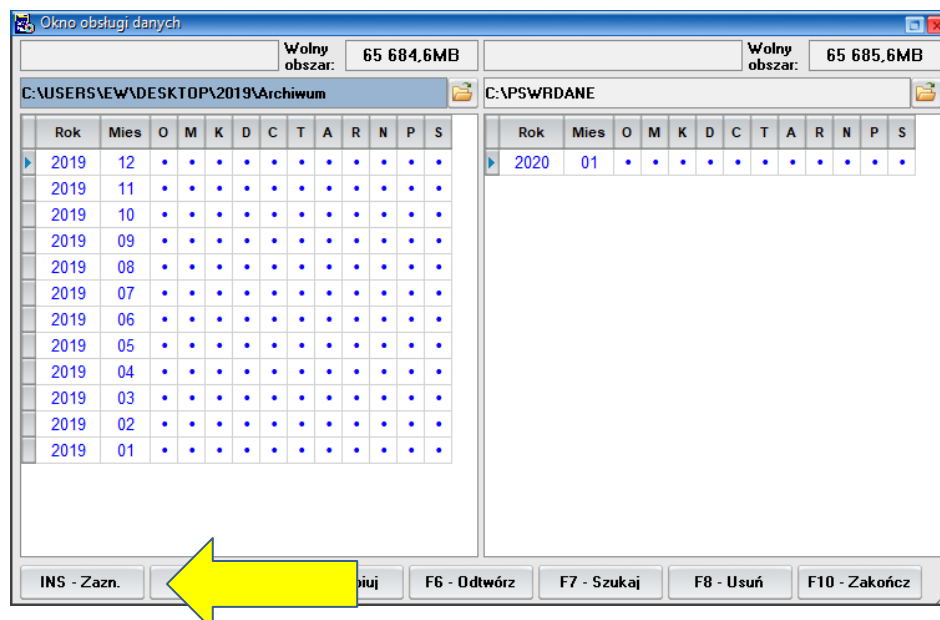 Okno obsługi danych
Wolny obszar: 65 684,6MB
Wolny obszar: 65 685,6MB
C:\USERS\EW\DESKTOP\2019\Archiwum
C:\PSWRDANE
Rok Mies O M K D C T A R N P S
2019 12 • • • • • • • • • • •
2019 11 • • • • • • • • • • •
2019 10 • • • • • • • • • • •
2019 09 • • • • • • • • • • •
2019 08 • • • • • • • • • • •
2019 07 • • • • • • • • • • •
2019 06 • • • • • • • • • • •
2019 05 • • • • • • • • • • •
2019 04 • • • • • • • • • • •
2019 03 • • • • • • • • • • •
2019 02 • • • • • • • • • • •
2019 01 • • • • • • • • • • •
Rok Mies O M K D C T A R N P S
2020 01 • • • • • • • • • • •
INS - Zazn. F6 - Odtwórz F7 - Szukaj F8 - Usuń F10 - Zakończ